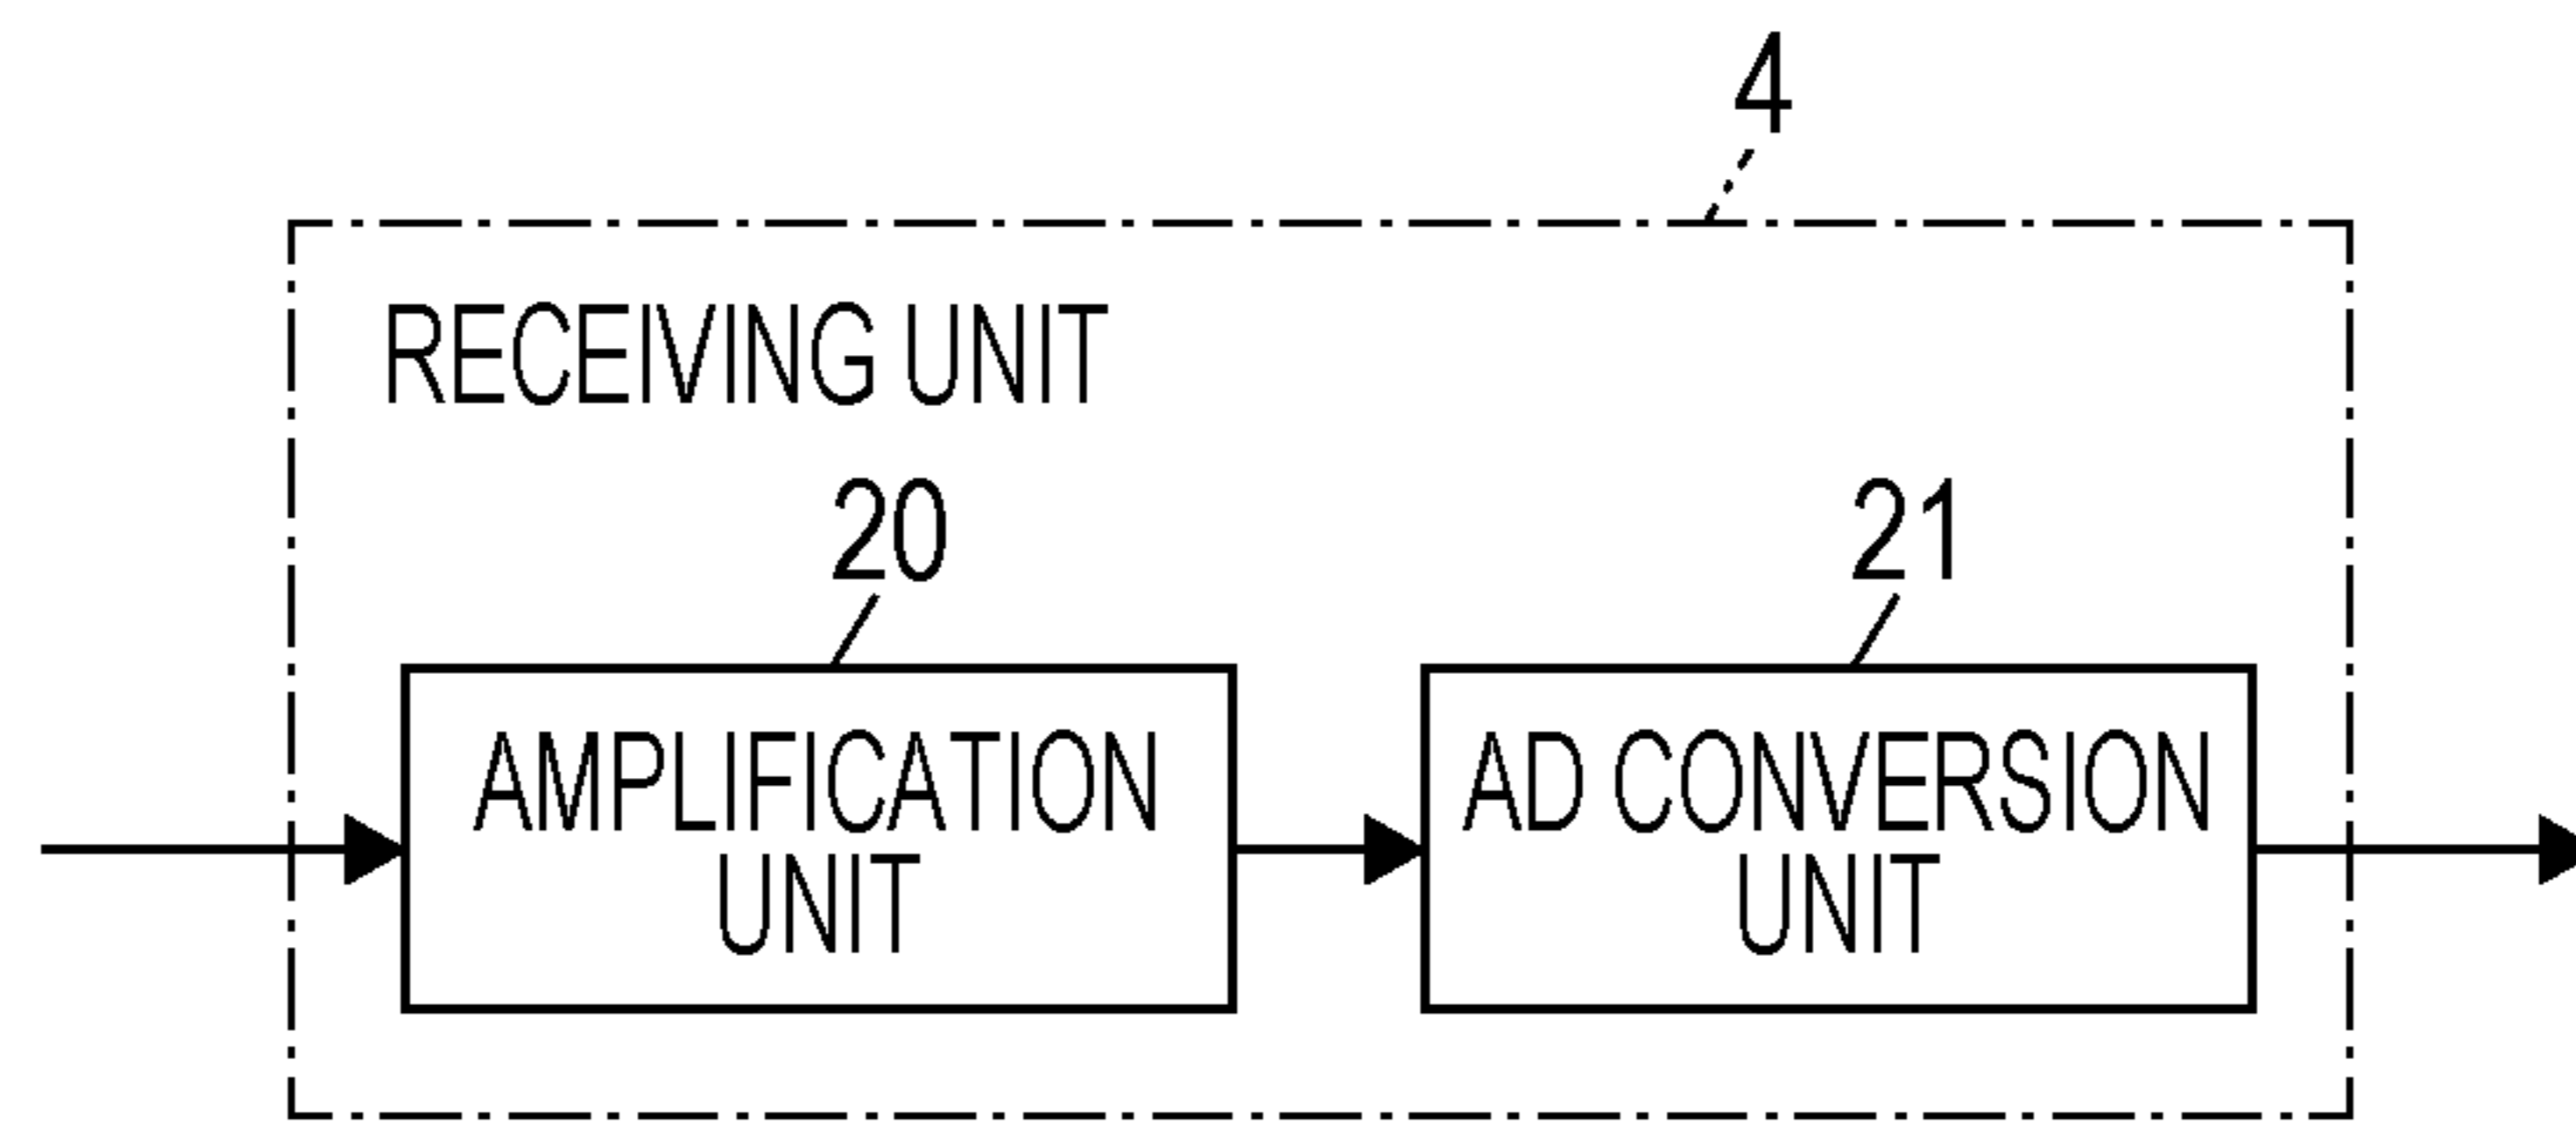 4
RECEIVING UNIT
20
21
AMPLIFICATION
UNIT
AD CONVERSION
UNIT